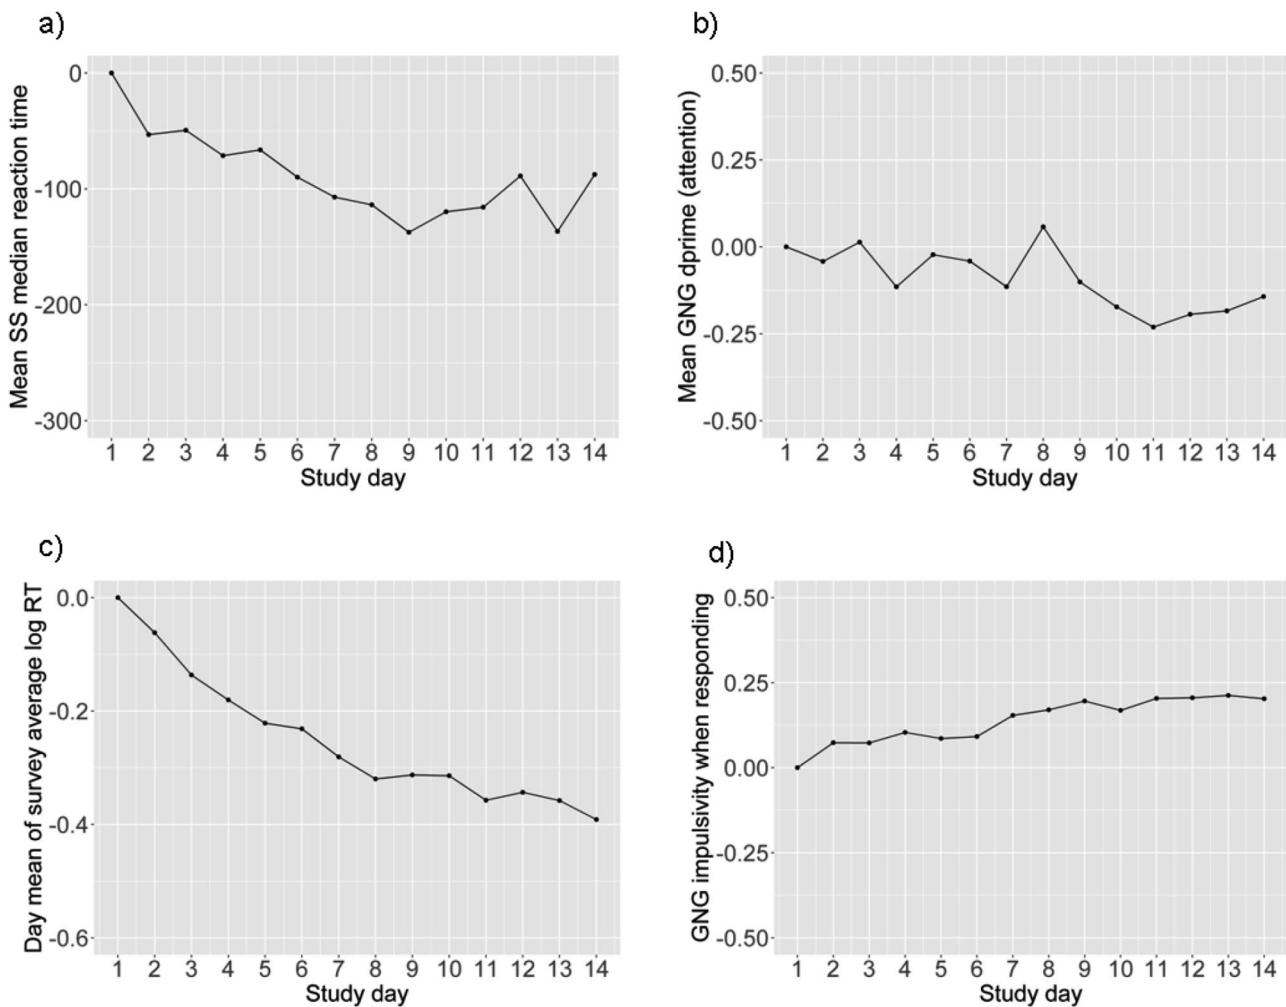 a)
Mean SS median reaction time
0
-100
-200
-300
1 2 3 4 5 6 7 8 9 10 11 12 13 14
Study day
b)
Mean GNG dprime (attention)
0.50
0.25
0.00
-0.25
-0.50
1 2 3 4 5 6 7 8 9 10 11 12 13 14
Study day
c)
Day mean of survey average log RT
0.0
-0.2
-0.4
-0.6
1 2 3 4 5 6 7 8 9 10 11 12 13 14
Study day
d)
GNG impulsivity when responding
0.50
0.25
0.00
-0.25
-0.50
1 2 3 4 5 6 7 8 9 10 11 12 13 14
Study day